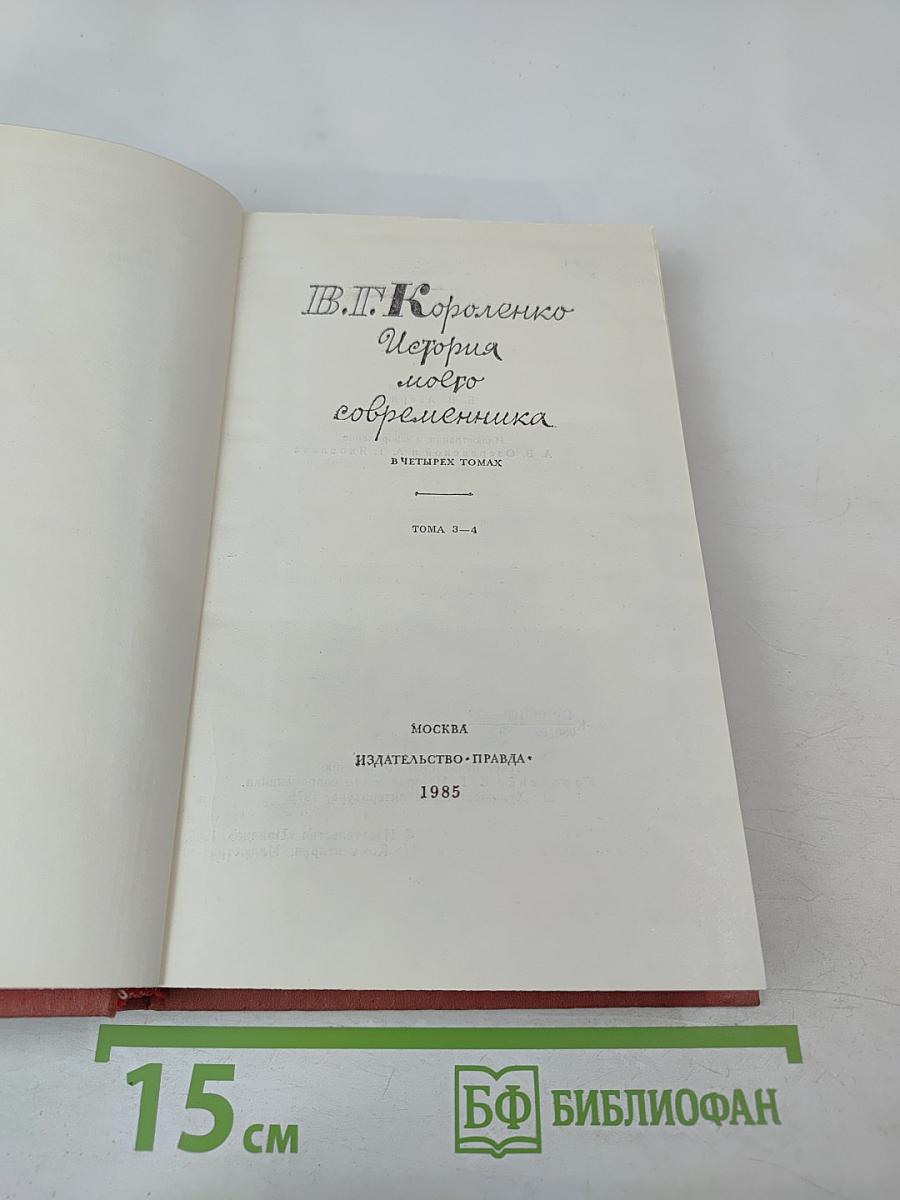 В.Г. Короленко
История
моего
современника
В ЧЕТЫРЕХ ТОМАХ
ТОМА 3—4
МОСКВА
ИЗДАТЕЛЬСТВО «ПРАВДА»
1985
15 см
БФ БИБЛИОФАН